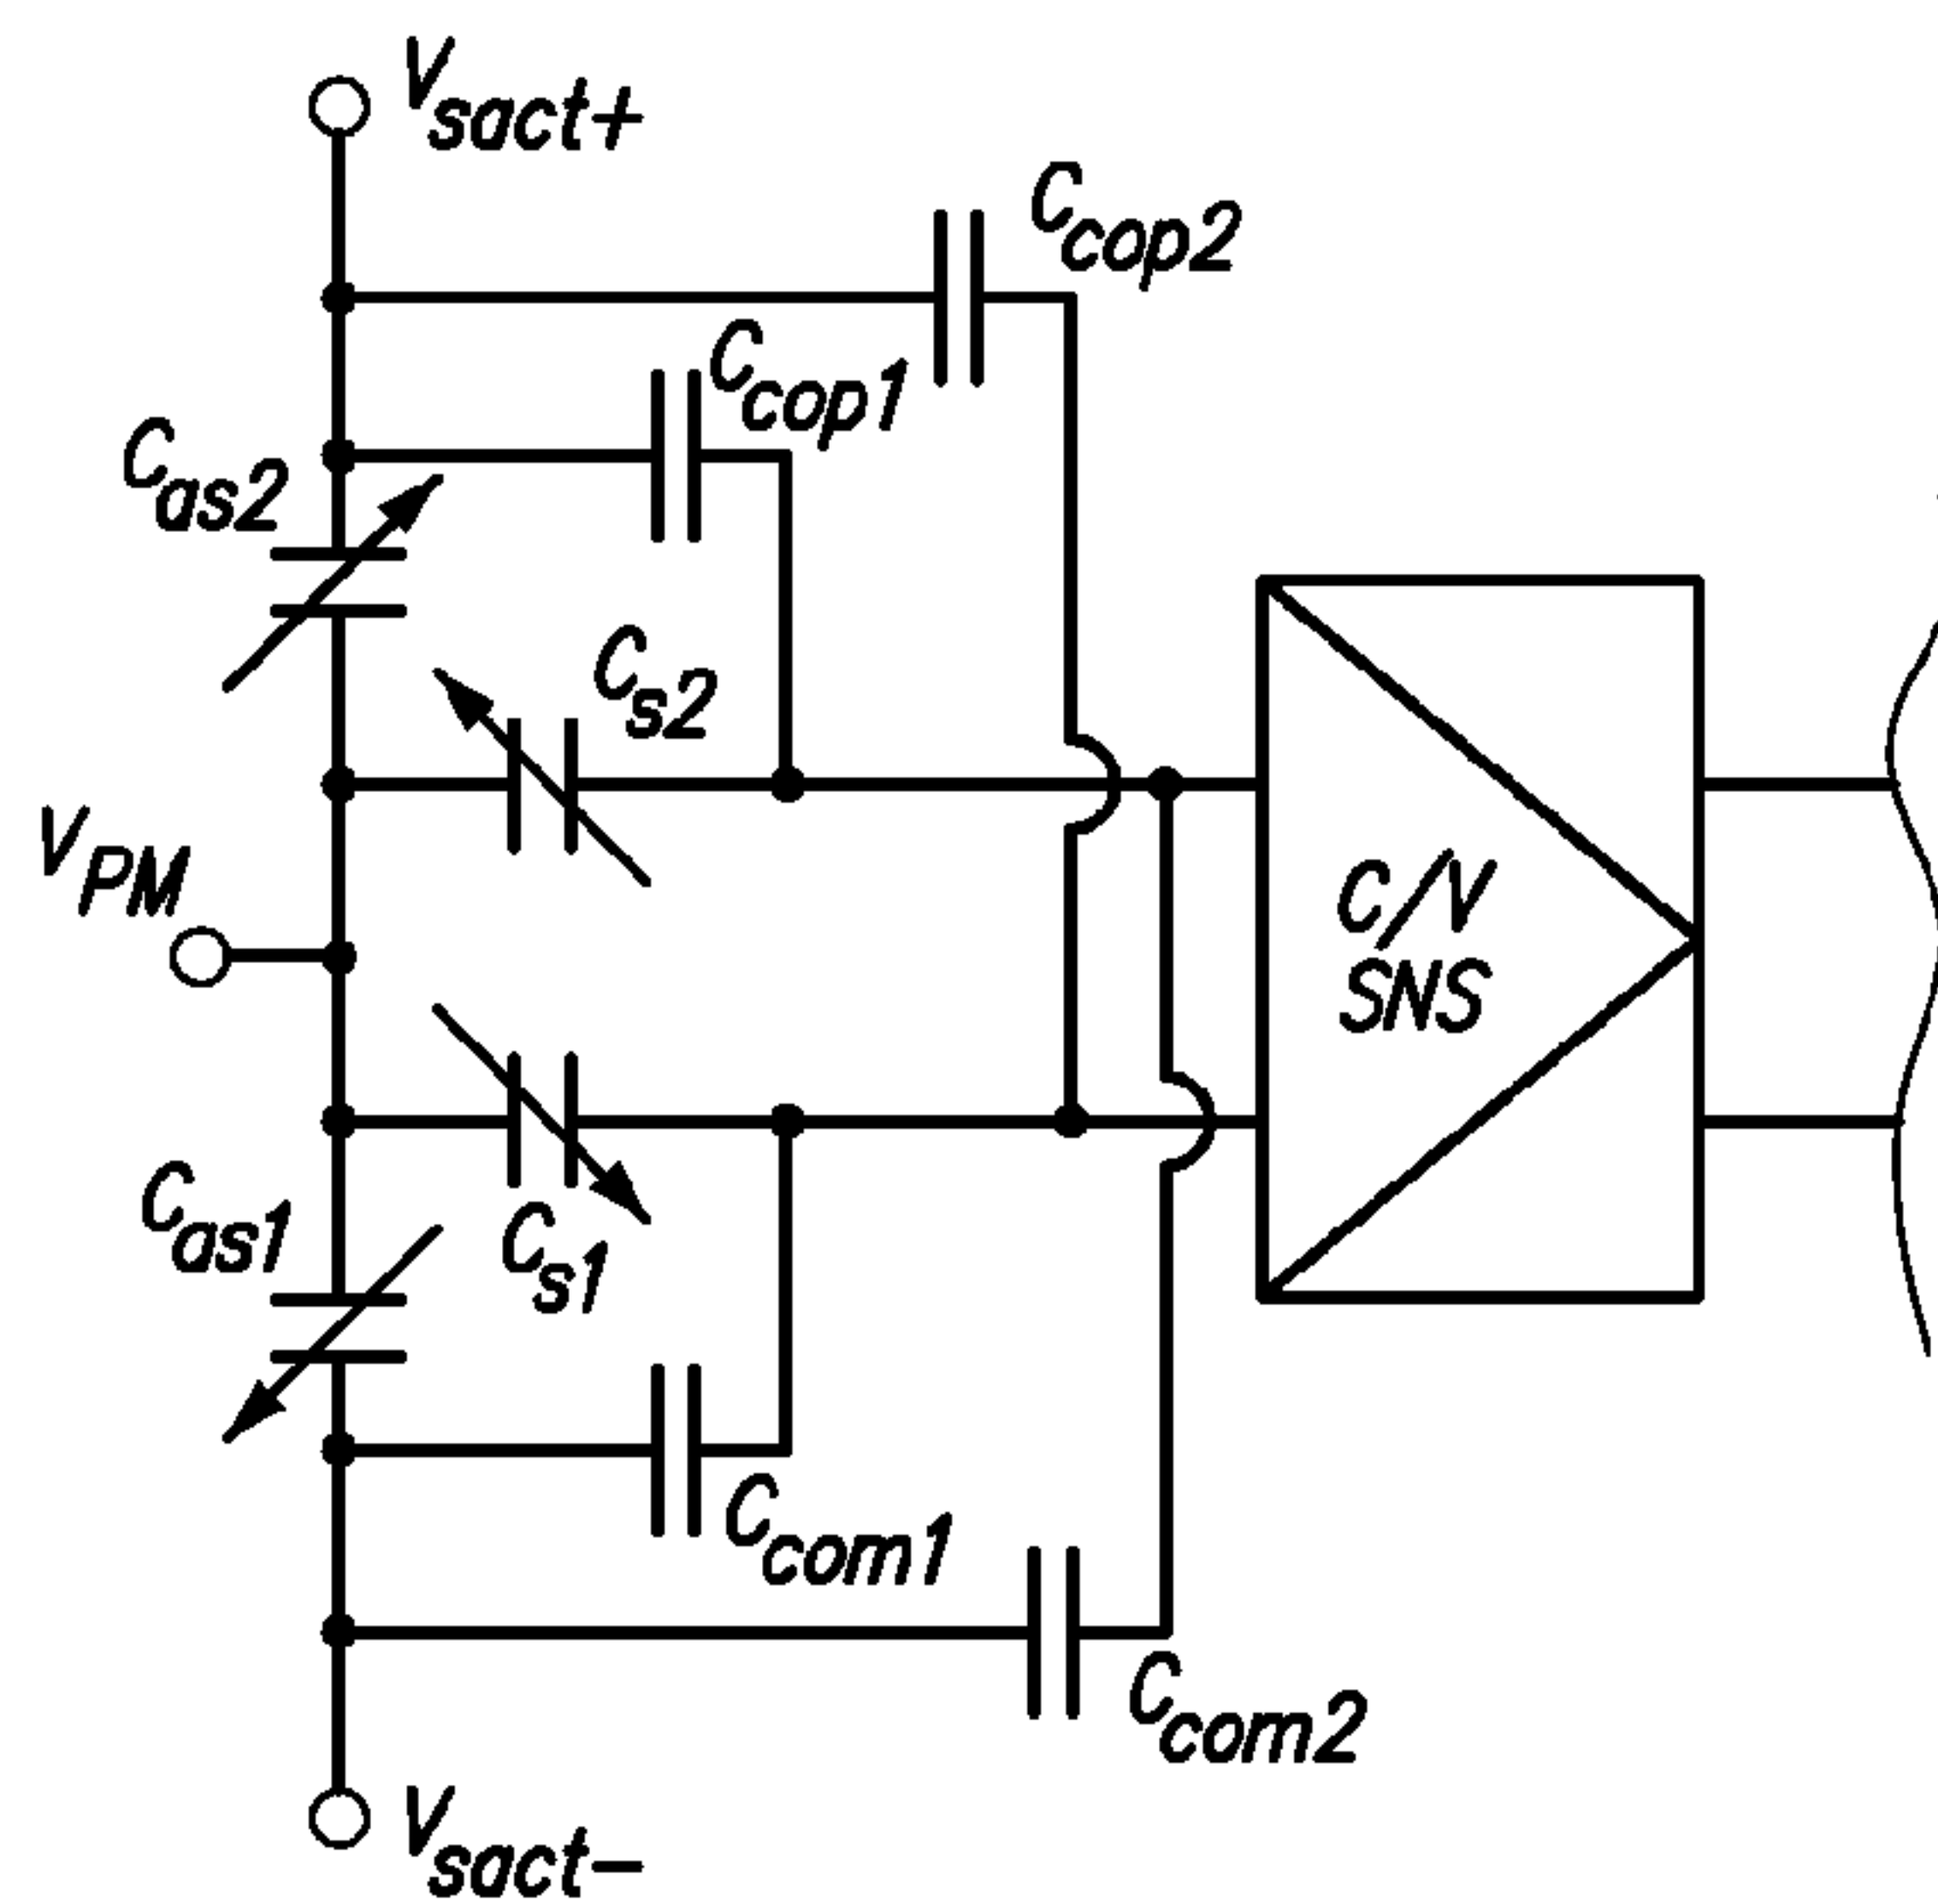 Vsact+
Ccop2
Ccop1
Cas2
Cs2
VPM
C/V
SNS
Cas1
Cs1
Ccom1
Ccom2
Vsact-